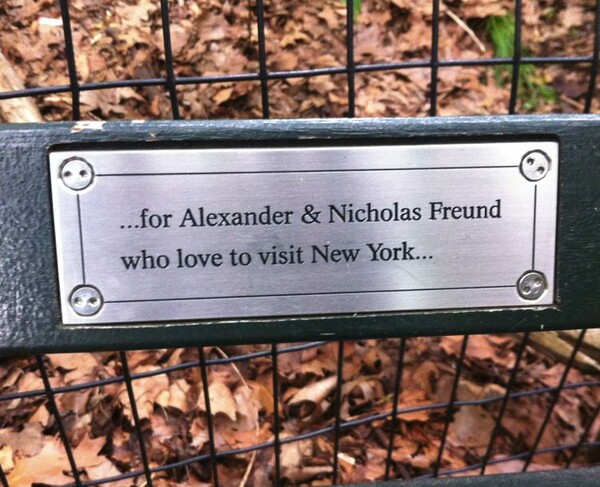 ...for Alexander & Nicholas Freund
who love to visit New York...